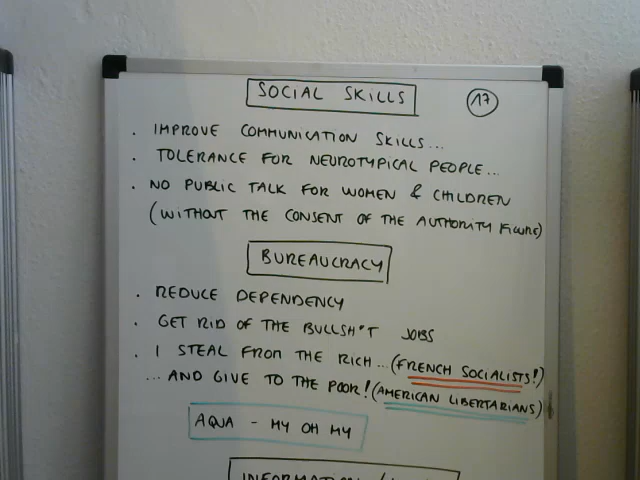 SOCIAL SKILLS
17
. IMPROVE COMMUNICATION SKILLS...
. TOLERANCE FOR NEUROTYPICAL PEOPLE...
. NO PUBLIC TALK FOR WOMEN & CHILDREN
(WITHOUT THE CONSENT OF THE AUTHORITY FIGURE)
BUREAUCRACY
. REDUCE DEPENDENCY
. GET RID OF THE BULLSH*T JOBS
. I STEAL FROM THE RICH... (FRENCH SOCIALISTS!)
... AND GIVE TO THE POOR! (AMERICAN LIBERTARIANS)
AQUA - MY OH MY
INFORMATION /